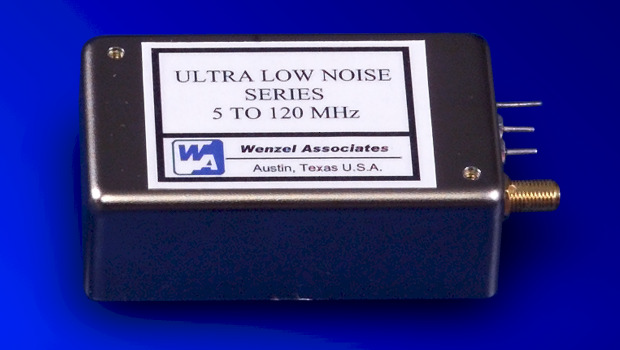 ULTRA LOW NOISE
SERIES
5 TO 120 MHz
WA
Wenzel Associates
Austin, Texas U.S.A.